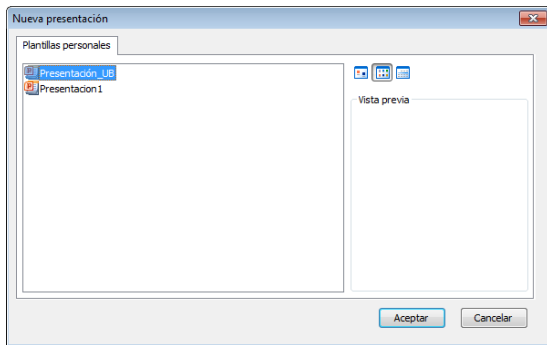 Nueva presentación
Plantillas personales
Presentación_UB
Presentacion1
Vista previa
Aceptar
Cancelar